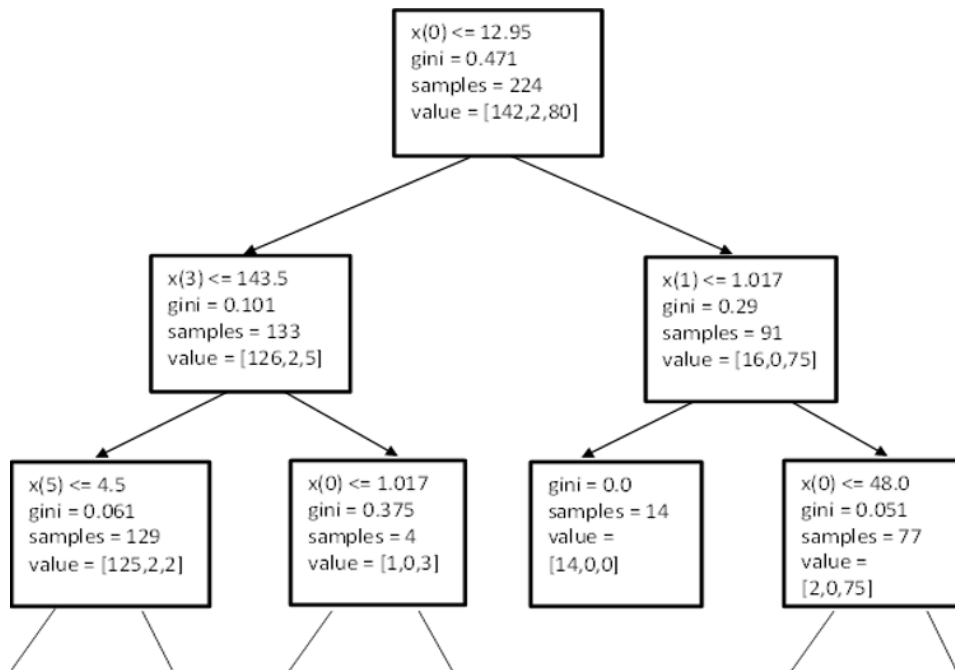 x(0) <= 12.95
gini = 0.471
samples = 224
value = [142,2,80]
x(3) <= 143.5
gini = 0.101
samples = 133
value = [126,2,5]
x(1) <= 1.017
gini = 0.29
samples = 91
value = [16,0,75]
x(5) <= 4.5
gini = 0.061
samples = 129
value = [125,2,2]
x(0) <= 1.017
gini = 0.375
samples = 4
value = [1,0,3]
gini = 0.0
samples = 14
value =
[14,0,0]
x(0) <= 48.0
gini = 0.051
samples = 77
value =
[2,0,75]